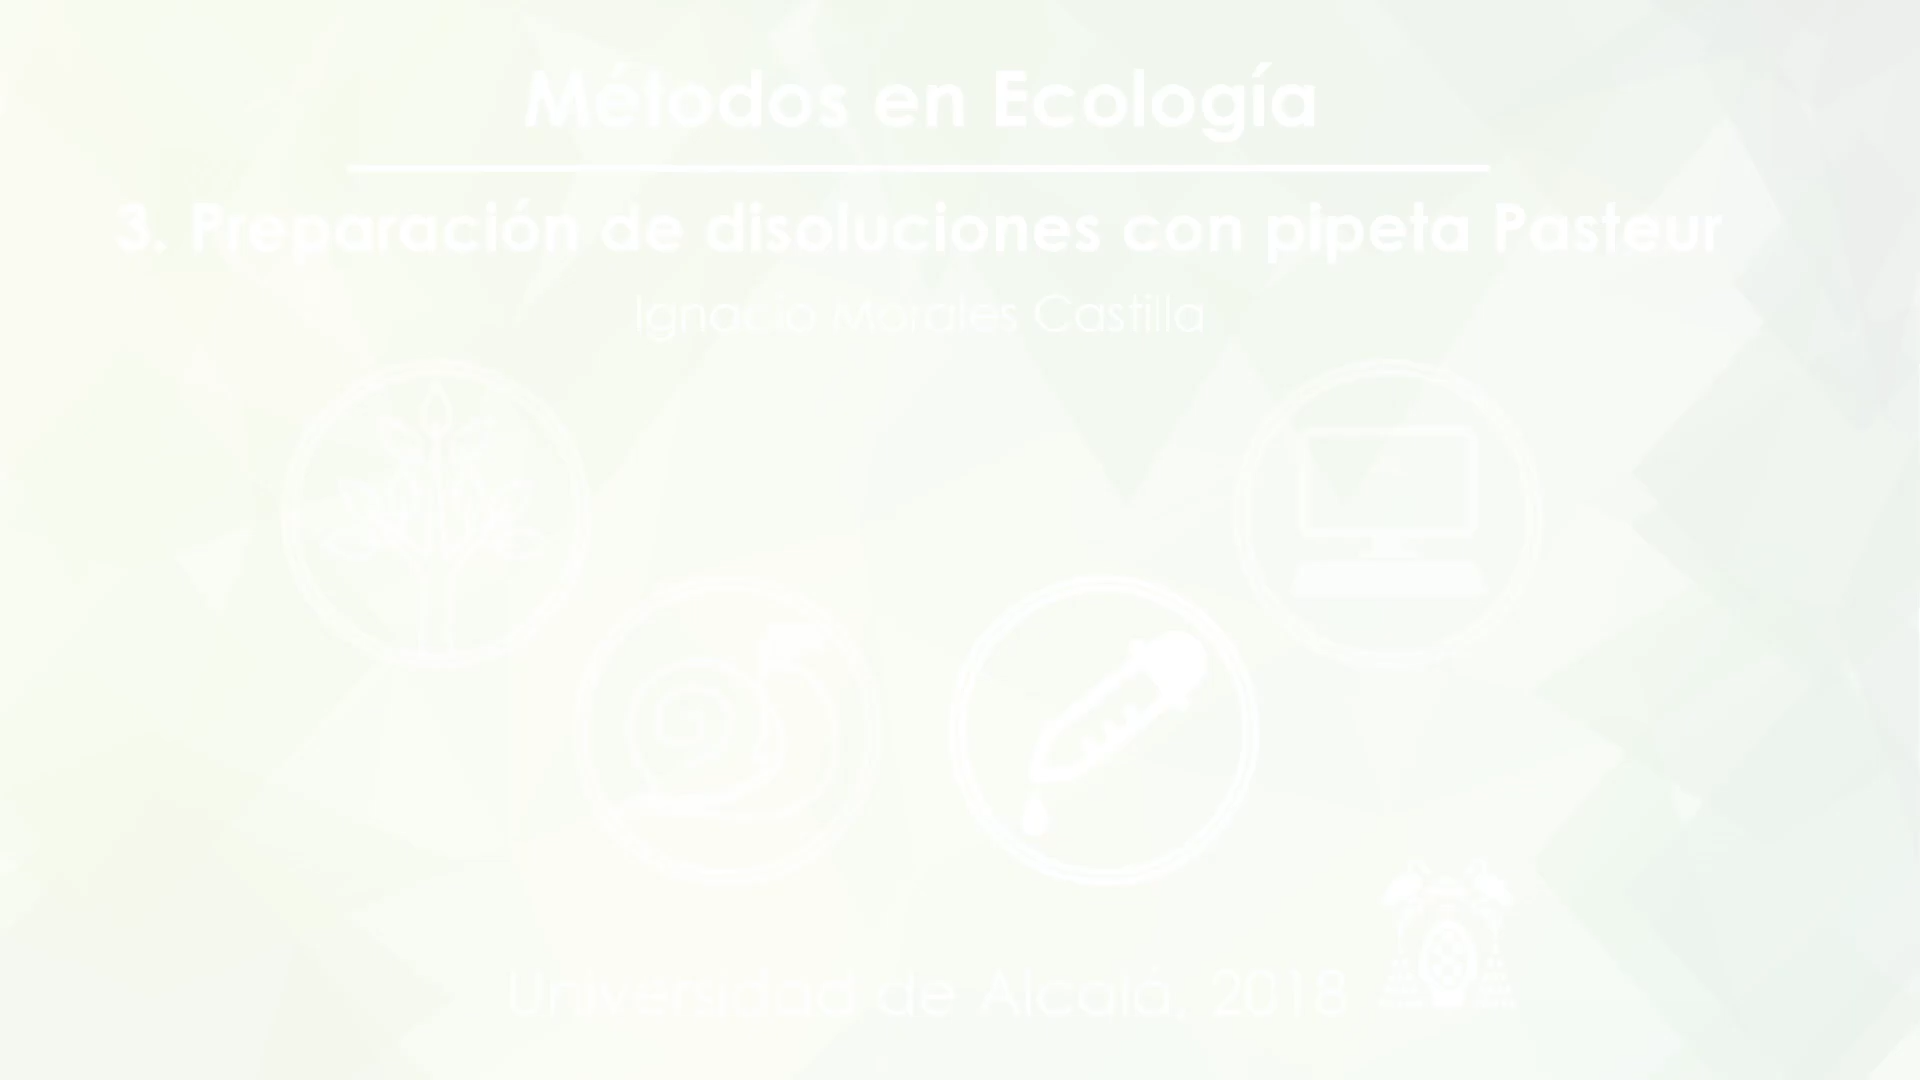 Métodos en Ecología
3. Preparación de disoluciones con pipeta Pasteur
Ignacio Morales Castilla
Universidad de Alcalá, 2018